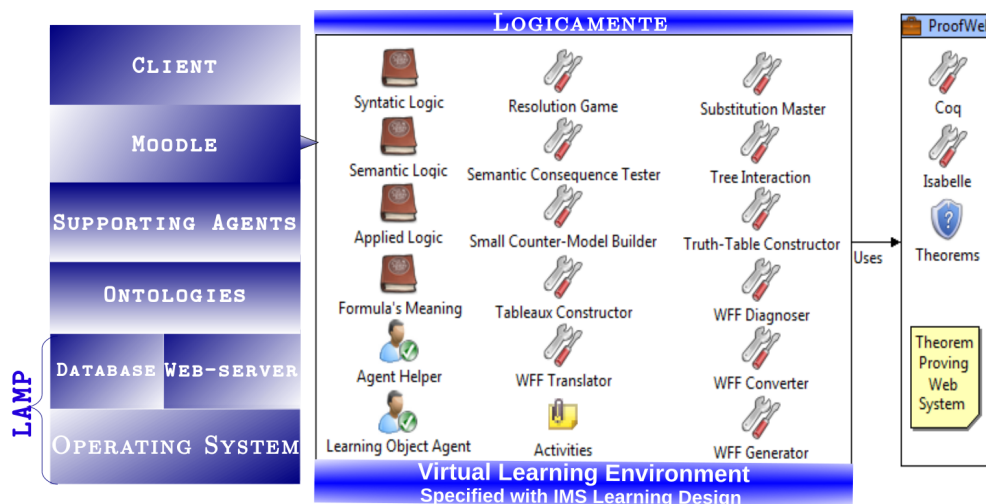 CLIENT
MOODLE
SUPPORTING AGENTS
ONTOLOGIES
DATABASE
WEB-SERVER
OPERATING SYSTEM
LAMP
LOGICAMENTE
Syntatic Logic
Resolution Game
Substitution Master
Semantic Logic
Semantic Consequence Tester
Tree Interaction
Applied Logic
Small Counter-Model Builder
Truth-Table Constructor
Formula's Meaning
Tableaux Constructor
WFF Diagnoser
Agent Helper
WFF Translator
WFF Converter
Learning Object Agent
Activities
WFF Generator
Virtual Learning Environment
Specified with IMS Learning Design
Uses
ProofWeb
Coq
Isabelle
?
Theorems
Theorem
Proving
Web
System